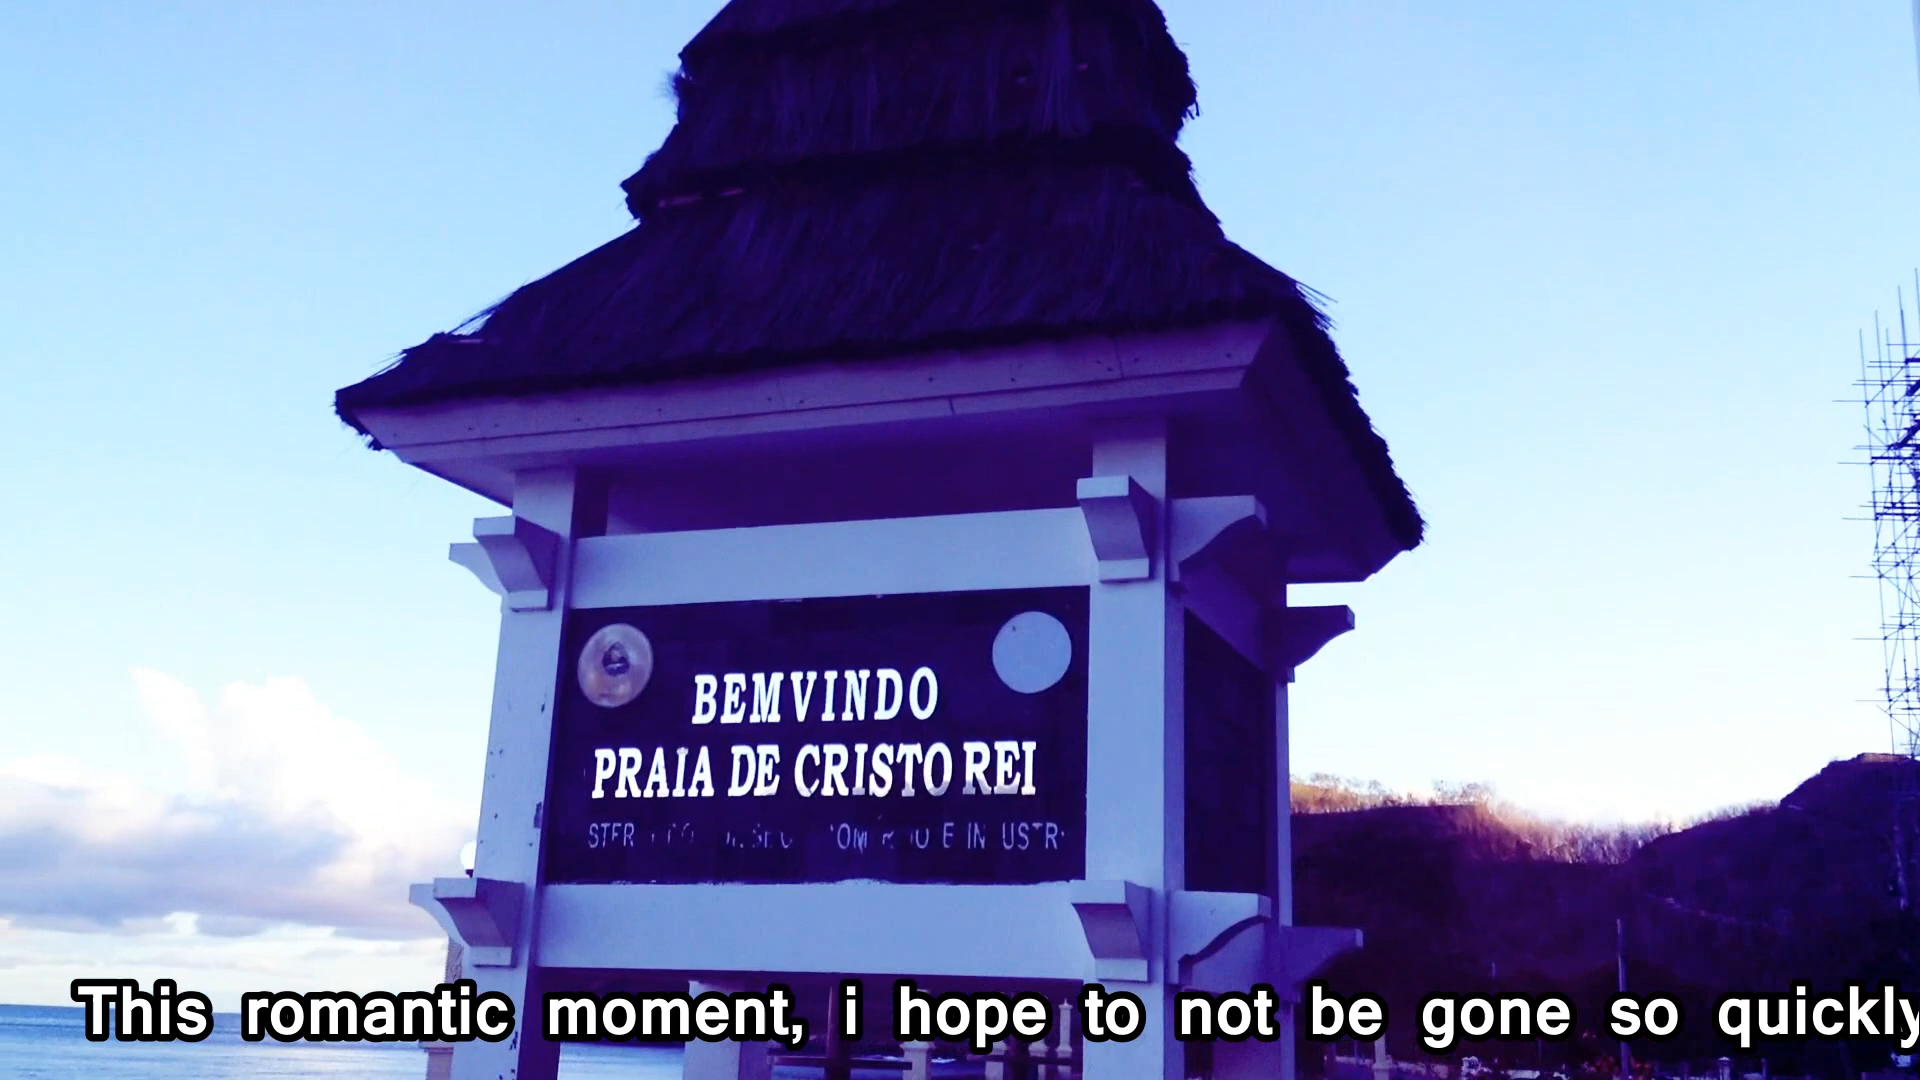 BEMVINDO
PRAIA DE CRISTO REI
This romantic moment, i hope to not be gone so quickly